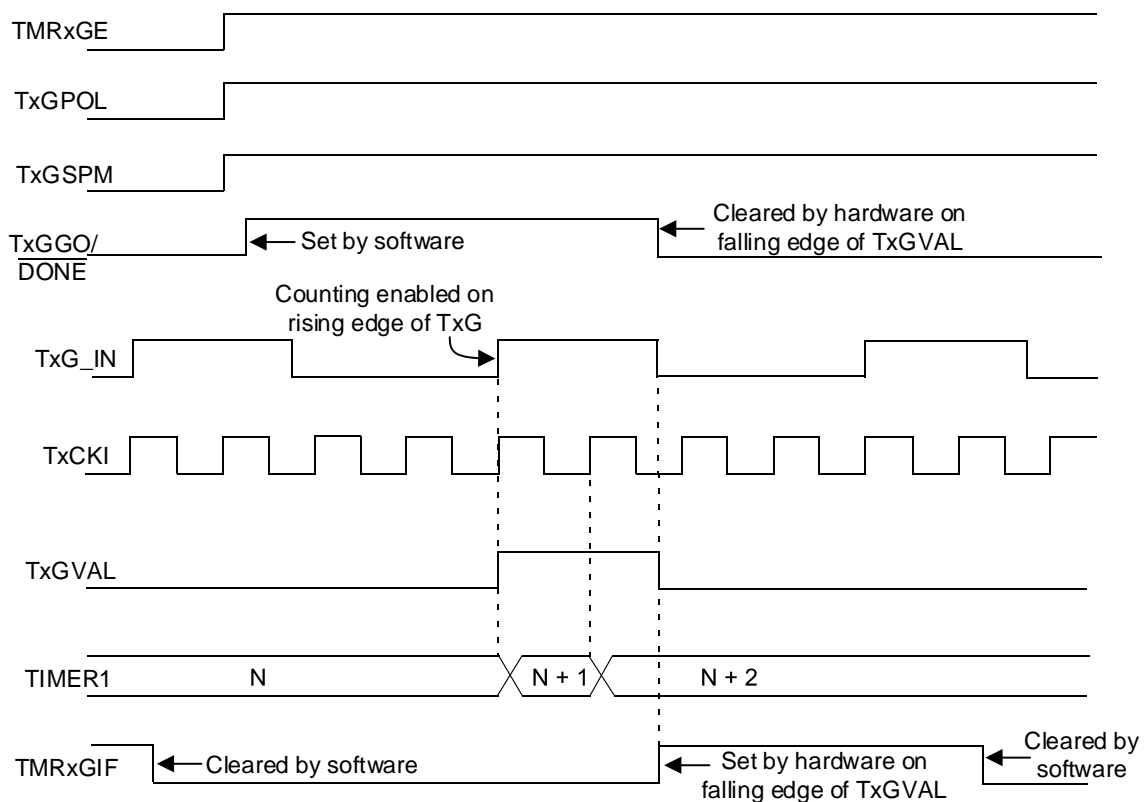 TMRxGE
TxGPOL
TxGSPM
TxGGO/
DONE
Set by software
Cleared by hardware on
falling edge of TxGVAL
Counting enabled on
rising edge of TxG
TxG_IN
TxCKI
TxGVAL
TIMER1
N
N + 1
N + 2
TMRxGIF
Cleared by software
Set by hardware on
falling edge of TxGVAL
Cleared by
software